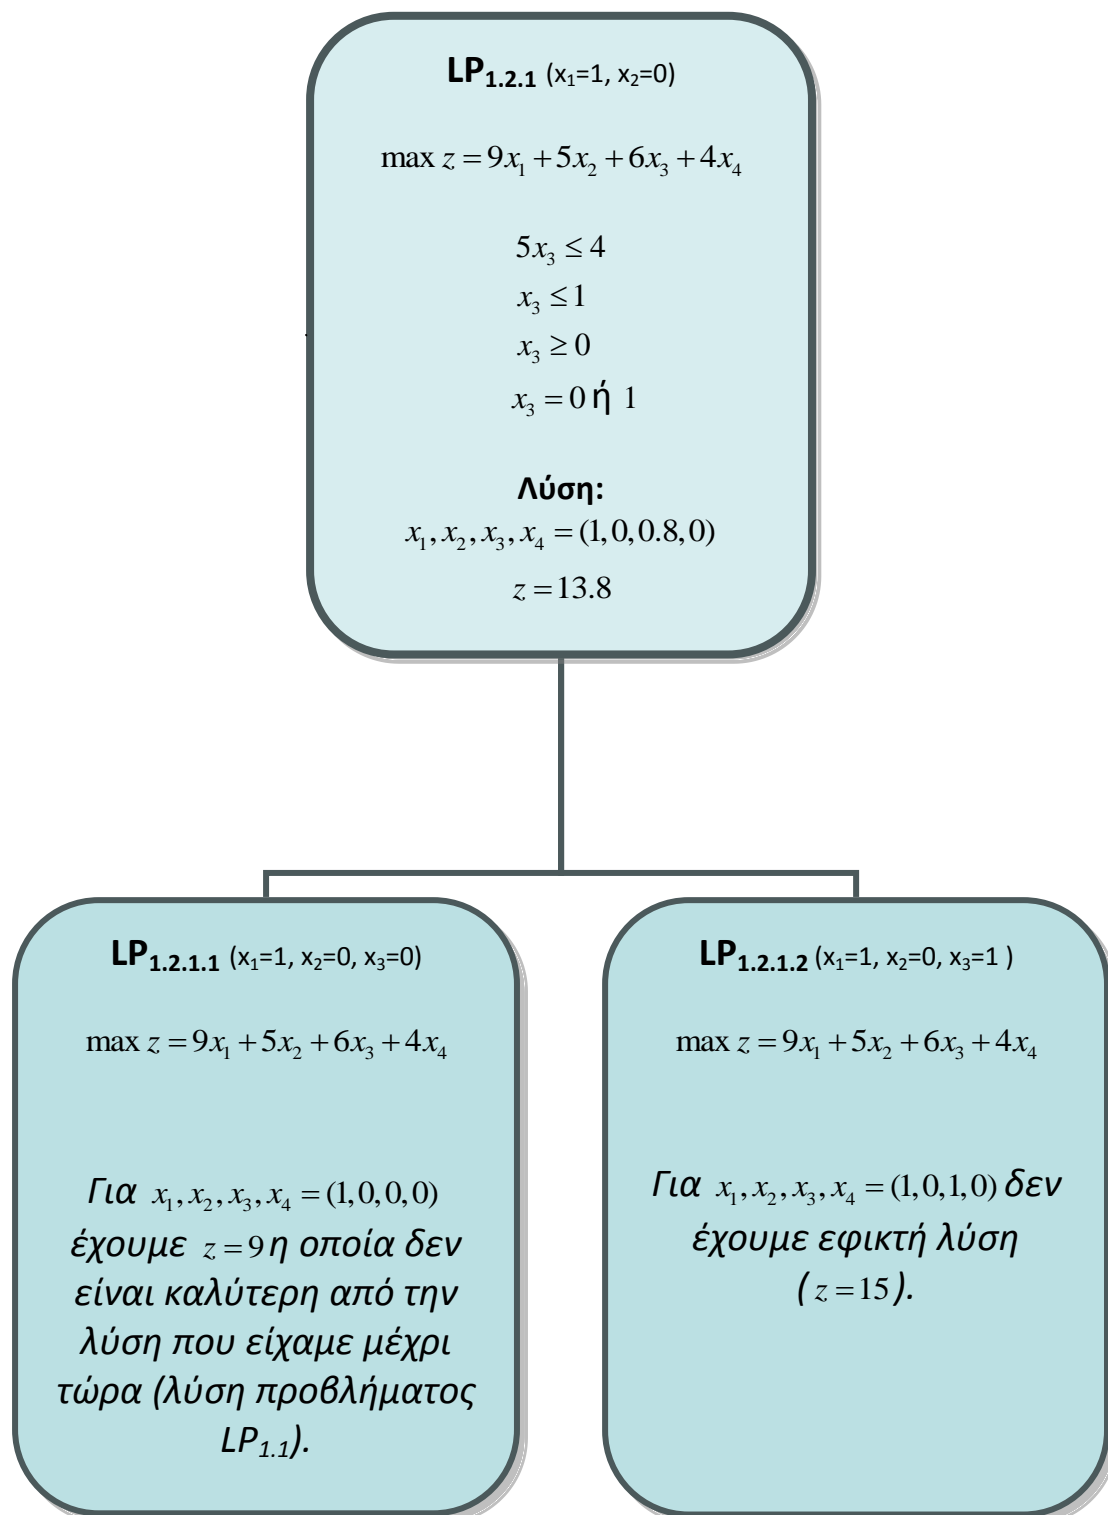 LP₁.₂.₁ (x₁=1, x₂=0)
max z = 9x₁ + 5x₂ + 6x₃ + 4x₄
5x₃ ≤ 4
x₃ ≤ 1
x₃ ≥ 0
x₃ = 0 ή 1
Λύση:
x₁, x₂, x₃, x₄ = (1, 0, 0.8, 0)
z = 13.8
LP₁.₂.₁.₁ (x₁=1, x₂=0, x₃=0)
max z = 9x₁ + 5x₂ + 6x₃ + 4x₄
Για x₁, x₂, x₃, x₄ = (1, 0, 0, 0)
έχουμε z = 9 η οποία δεν
είναι καλύτερη από την
λύση που είχαμε μέχρι
τώρα (λύση προβλήματος
LP₁.₁).
LP₁.₂.₁.₂ (x₁=1, x₂=0, x₃=1 )
max z = 9x₁ + 5x₂ + 6x₃ + 4x₄
Για x₁, x₂, x₃, x₄ = (1, 0, 1, 0) δεν
έχουμε εφικτή λύση
( z = 15 ).